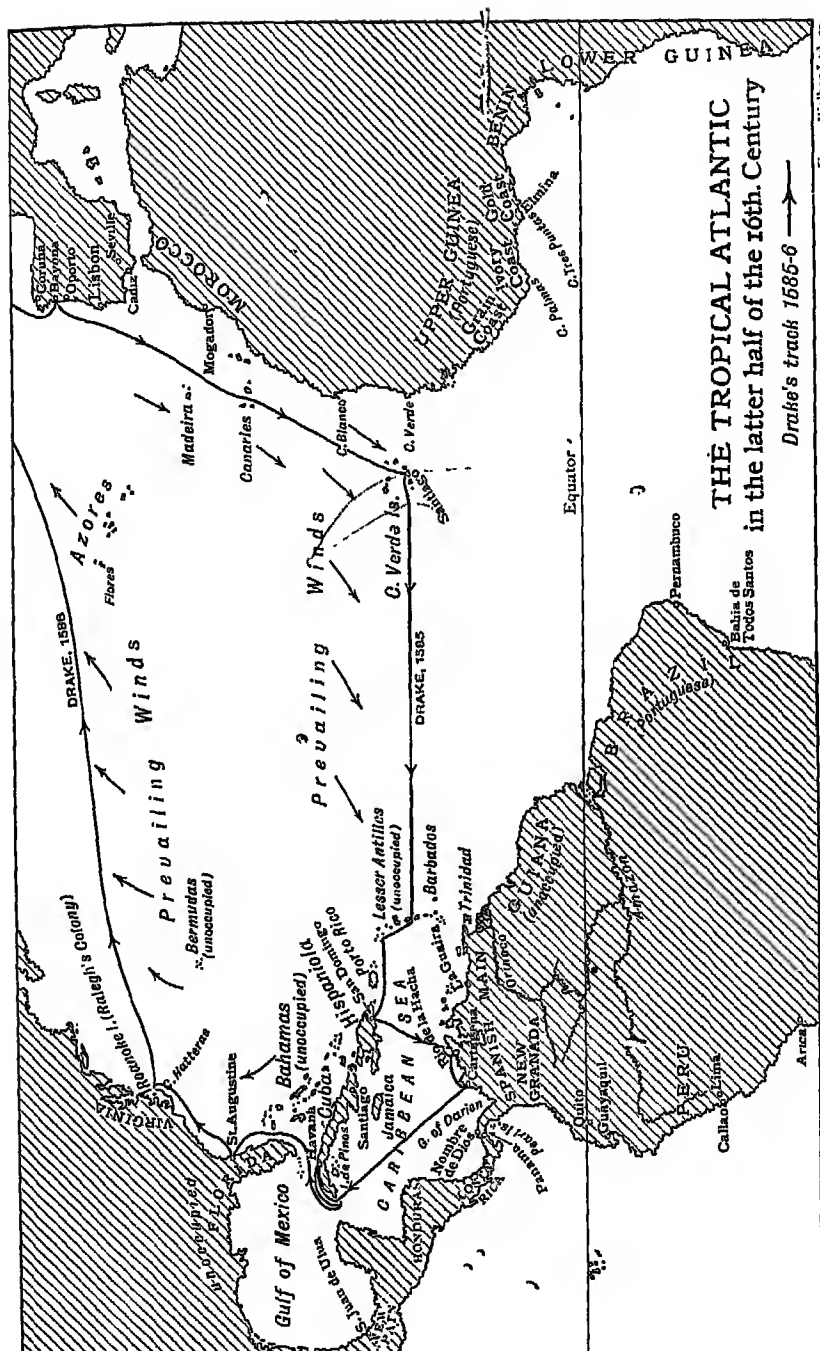 THE TROPICAL ATLANTIC
in the latter half of the 16th. Century
Drake's track 1585-6
LOWER GUINEA
BENIN
UPPER GUINEA
(Portuguese)
Grain Coast
Ivory Coast
Gold Coast
Elmina
C. Tres Puntas
C. Palmas
MOROCCO
Mogador
Coruna
Bayona
Oporto
Lisbon
Seville
Cadiz
Madeira
Canaries
C. Blanco
C. Verde
Santiago
C. Verde Is.
Azores
Flores
DRAKE, 1586
Prevailing Winds
Prevailing Winds
DRAKE, 1585
Equator
Bermudas
(unoccupied)
Roanoke I. (Ralegh's Colony)
C. Hatteras
VIRGINIA
St. Augustine
FLORIDA
unoccupied
Bahamas
(unoccupied)
Gulf of Mexico
S. Juan de Ulua
Havana
Cuba
I. de Pinos
Santiago
Jamaica
Hispaniola
San Domingo
Porto Rico
Lesser Antilles
(unoccupied)
Barbados
Trinidad
CARIBBEAN SEA
La Guaira
Rio de la Hacha
Cartagena
SPANISH MAIN
NEW GRANADA
G. of Darien
Nombre de Dios
Panama
Pearl Is.
HONDURAS
Orinoco
GUIANA
(unoccupied)
Amazon
Quito
Guayaquil
PERU
Callao
Lima
Arica
BRAZIL
(Portuguese)
Pernambuco
Bahia de
Todos Santos